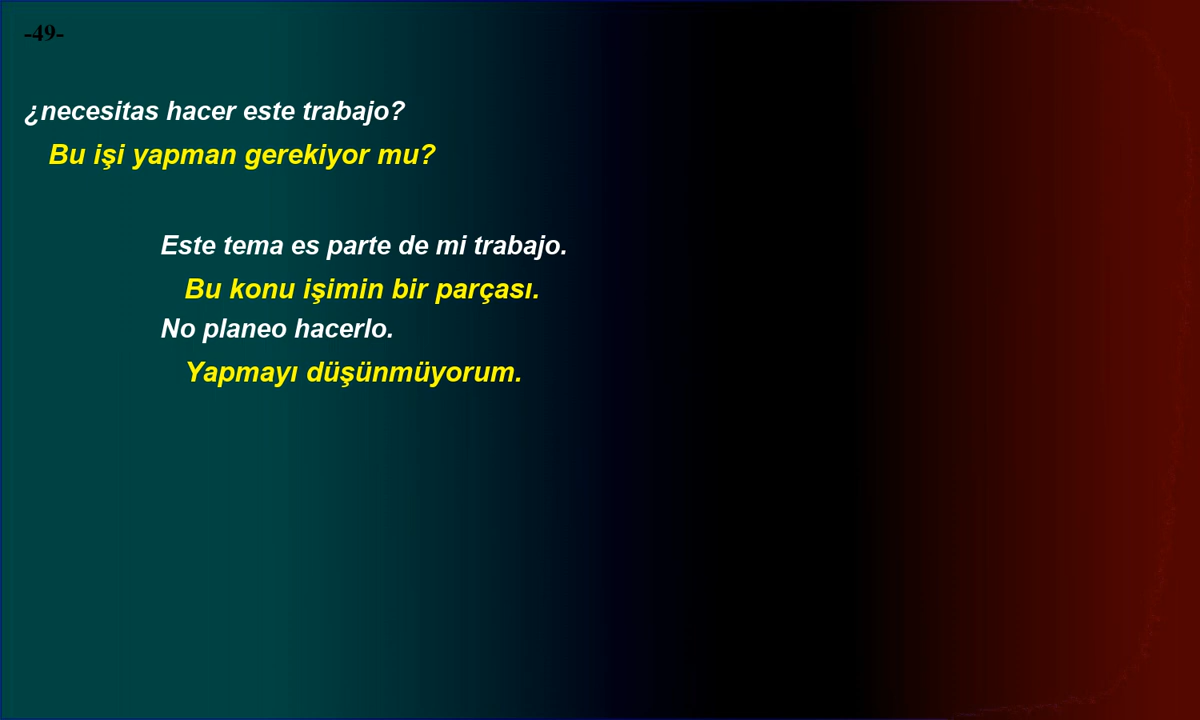 -49-
¿necesitas hacer este trabajo?
Bu işi yapman gerekiyor mu?
Este tema es parte de mi trabajo.
Bu konu işimin bir parçası.
No planeo hacerlo.
Yapmayı düşünmüyorum.